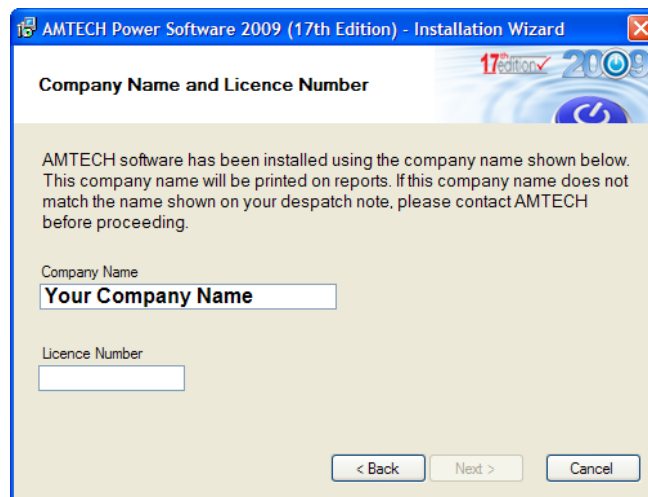 AMTECH Power Software 2009 (17th Edition) - Installation Wizard
17th edition 2009
Company Name and Licence Number
AMTECH software has been installed using the company name shown below.
This company name will be printed on reports. If this company name does not
match the name shown on your despatch note, please contact AMTECH
before proceeding.
Company Name
Your Company Name
Licence Number
< Back Next > Cancel